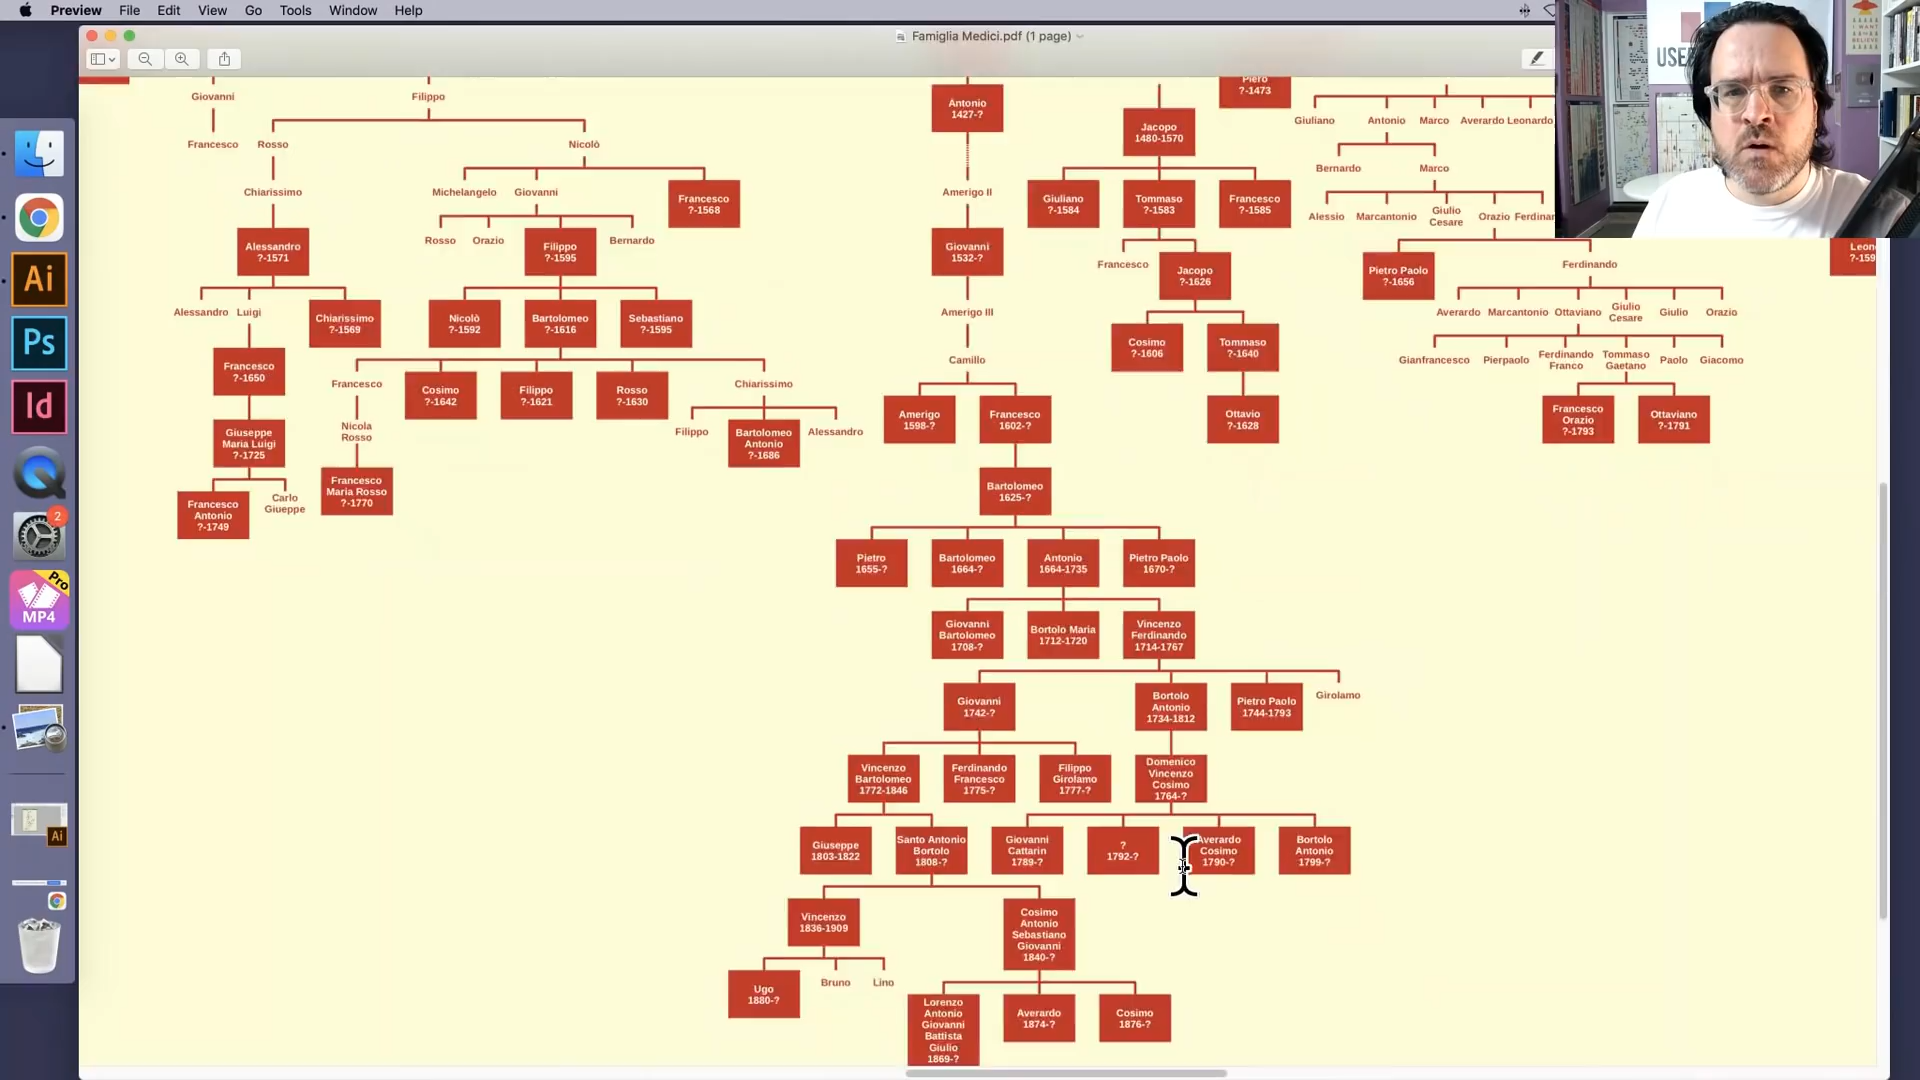 Preview File Edit View Go Tools Window Help
Famiglia Medici.pdf (1 page)
Giovanni
Filippo
Antonio
1427-?
Jacopo
1480-1570
Piero
?-1473
Giuliano
Antonio
Marco
Averardo
Leonardo
Francesco
Rosso
Nicolò
Bernardo
Marco
Chiarissimo
Michelangelo
Giovanni
Francesco
?-1568
Amerigo II
Giuliano
?-1584
Tommaso
?-1583
Francesco
?-1585
Alessio
Marcantonio
Giulio
Cesare
Orazio
Alessandro
?-1571
Rosso
Orazio
Filippo
?-1595
Bernardo
Giovanni
1532-?
Francesco
Jacopo
?-1626
Pietro Paolo
?-1656
Ferdinando
Alessandro
Luigi
Chiarissimo
?-1569
Nicolò
?-1592
Bartolomeo
?-1616
Sebastiano
?-1595
Amerigo III
Averardo
Marcantonio
Ottaviano
Giulio
Cesare
Giulio
Orazio
Francesco
?-1650
Camillo
Cosimo
?-1606
Tommaso
?-1640
Gianfrancesco
Pierpaolo
Ferdinando
Franco
Tommaso
Gaetano
Paolo
Giacomo
Francesco
Cosimo
?-1642
Filippo
?-1621
Rosso
?-1630
Chiarissimo
Amerigo
1598-?
Francesco
1602-?
Ottavio
?-1628
Francesco
Orazio
?-1793
Ottaviano
?-1791
Giuseppe
Maria Luigi
?-1725
Nicola
Rosso
Filippo
Bartolomeo
Antonio
?-1686
Alessandro
Francesco
Antonio
?-1749
Carlo
Giueppe
Francesco
Maria Rosso
?-1770
Bartolomeo
1625-?
Pietro
1655-?
Bartolomeo
1664-?
Antonio
1664-1735
Pietro Paolo
1670-?
Giovanni
Bartolomeo
1708-?
Bortolo Maria
1712-1720
Vincenzo
Ferdinando
1714-1767
Giovanni
1742-?
Bortolo
Antonio
1734-1812
Pietro Paolo
1744-1793
Girolamo
Vincenzo
Bartolomeo
1772-1846
Ferdinando
Francesco
1775-?
Filippo
Girolamo
1777-?
Domenico
Vincenzo
Cosimo
1764-?
Giuseppe
1803-1822
Santo Antonio
Bortolo
1808-?
Giovanni
Cattarin
1789-?
?
1792-?
Averardo
Cosimo
1790-?
Bortolo
Antonio
1799-?
Vincenzo
1836-1909
Cosimo
Antonio
Sebastiano
Giovanni
1840-?
Ugo
1880-?
Bruno
Lino
Lorenzo
Antonio
Giovanni
Battista
Giulio
1869-?
Averardo
1874-?
Cosimo
1876-?
Ai
Ps
Id
2
Pro
MP4
Ai
I WANT